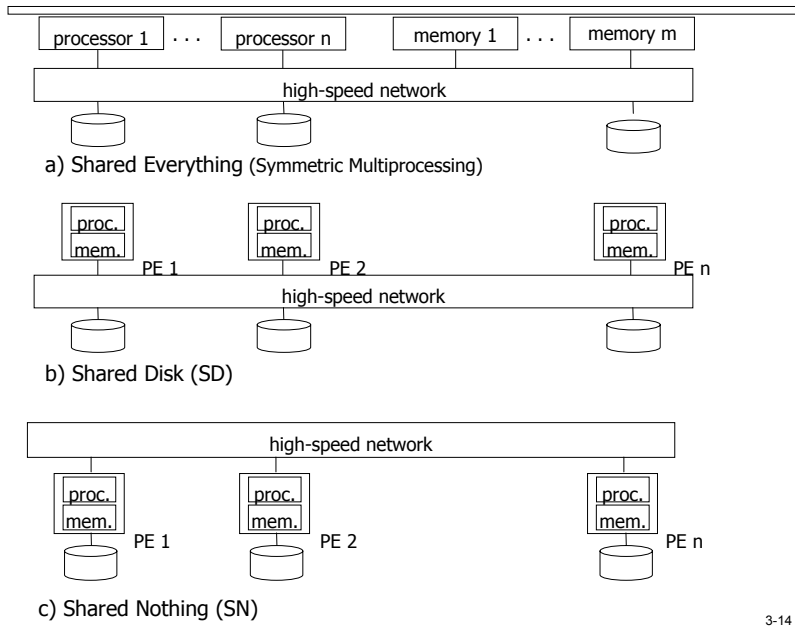 processor 1 . . . processor n memory 1 . . . memory m
high-speed network
a) Shared Everything (Symmetric Multiprocessing)
proc. proc. proc.
mem. mem. mem.
PE 1 PE 2 PE n
high-speed network
b) Shared Disk (SD)
high-speed network
proc. proc. proc.
mem. mem. mem.
PE 1 PE 2 PE n
c) Shared Nothing (SN)
3-14